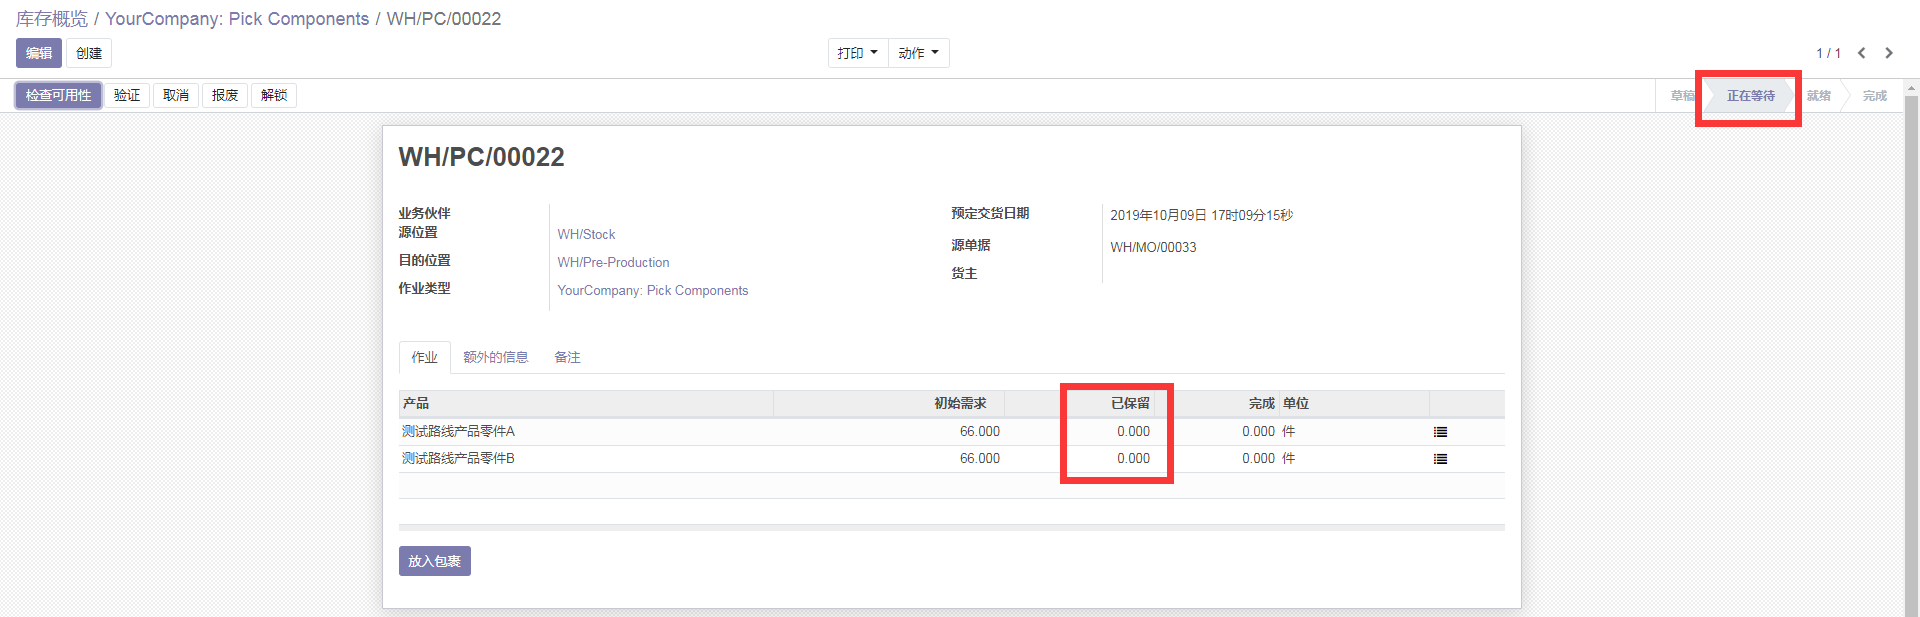 库存概览 / YourCompany: Pick Components / WH/PC/00022
编辑 创建 打印 动作 1 / 1
检查可用性 验证 取消 报废 解锁 草稿 正在等待 就绪 完成
WH/PC/00022
业务伙伴
源位置 WH/Stock
目的位置 WH/Pre-Production
作业类型 YourCompany: Pick Components
预定交货日期 2019年10月09日 17时09分15秒
源单据 WH/MO/00033
货主
作业 额外的信息 备注
产品 初始需求 已保留 完成 单位
测试路线产品零件A 66.000 0.000 0.000 件
测试路线产品零件B 66.000 0.000 0.000 件
放入包裹